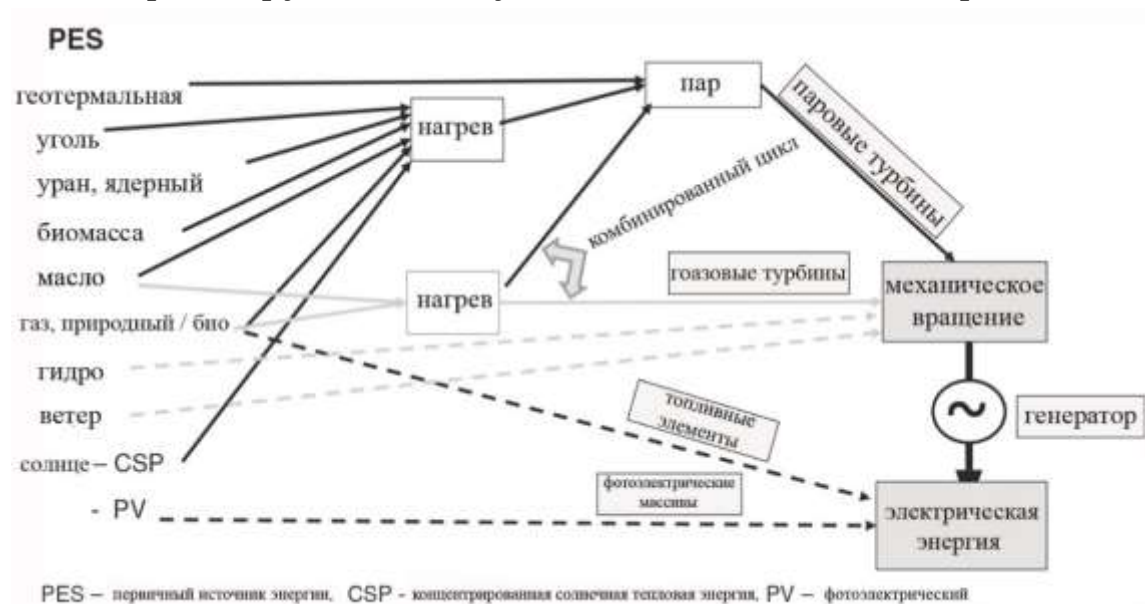 PES
геотермальная
уголь
уран, ядерный
биомасса
масло
газ, природный / био
гидро
ветер
солнце – CSP
- PV
нагрев
нагрев
пар
паровые турбины
комбинированный цикл
гоазовые турбины
механическое
вращение
генератор
топливные
элементы
фотоэлектрические
массивы
электрическая
энергия
PES – первичный источник энергии, CSP - концентрированная солнечная тепловая энергия, PV – фотоэлектрический